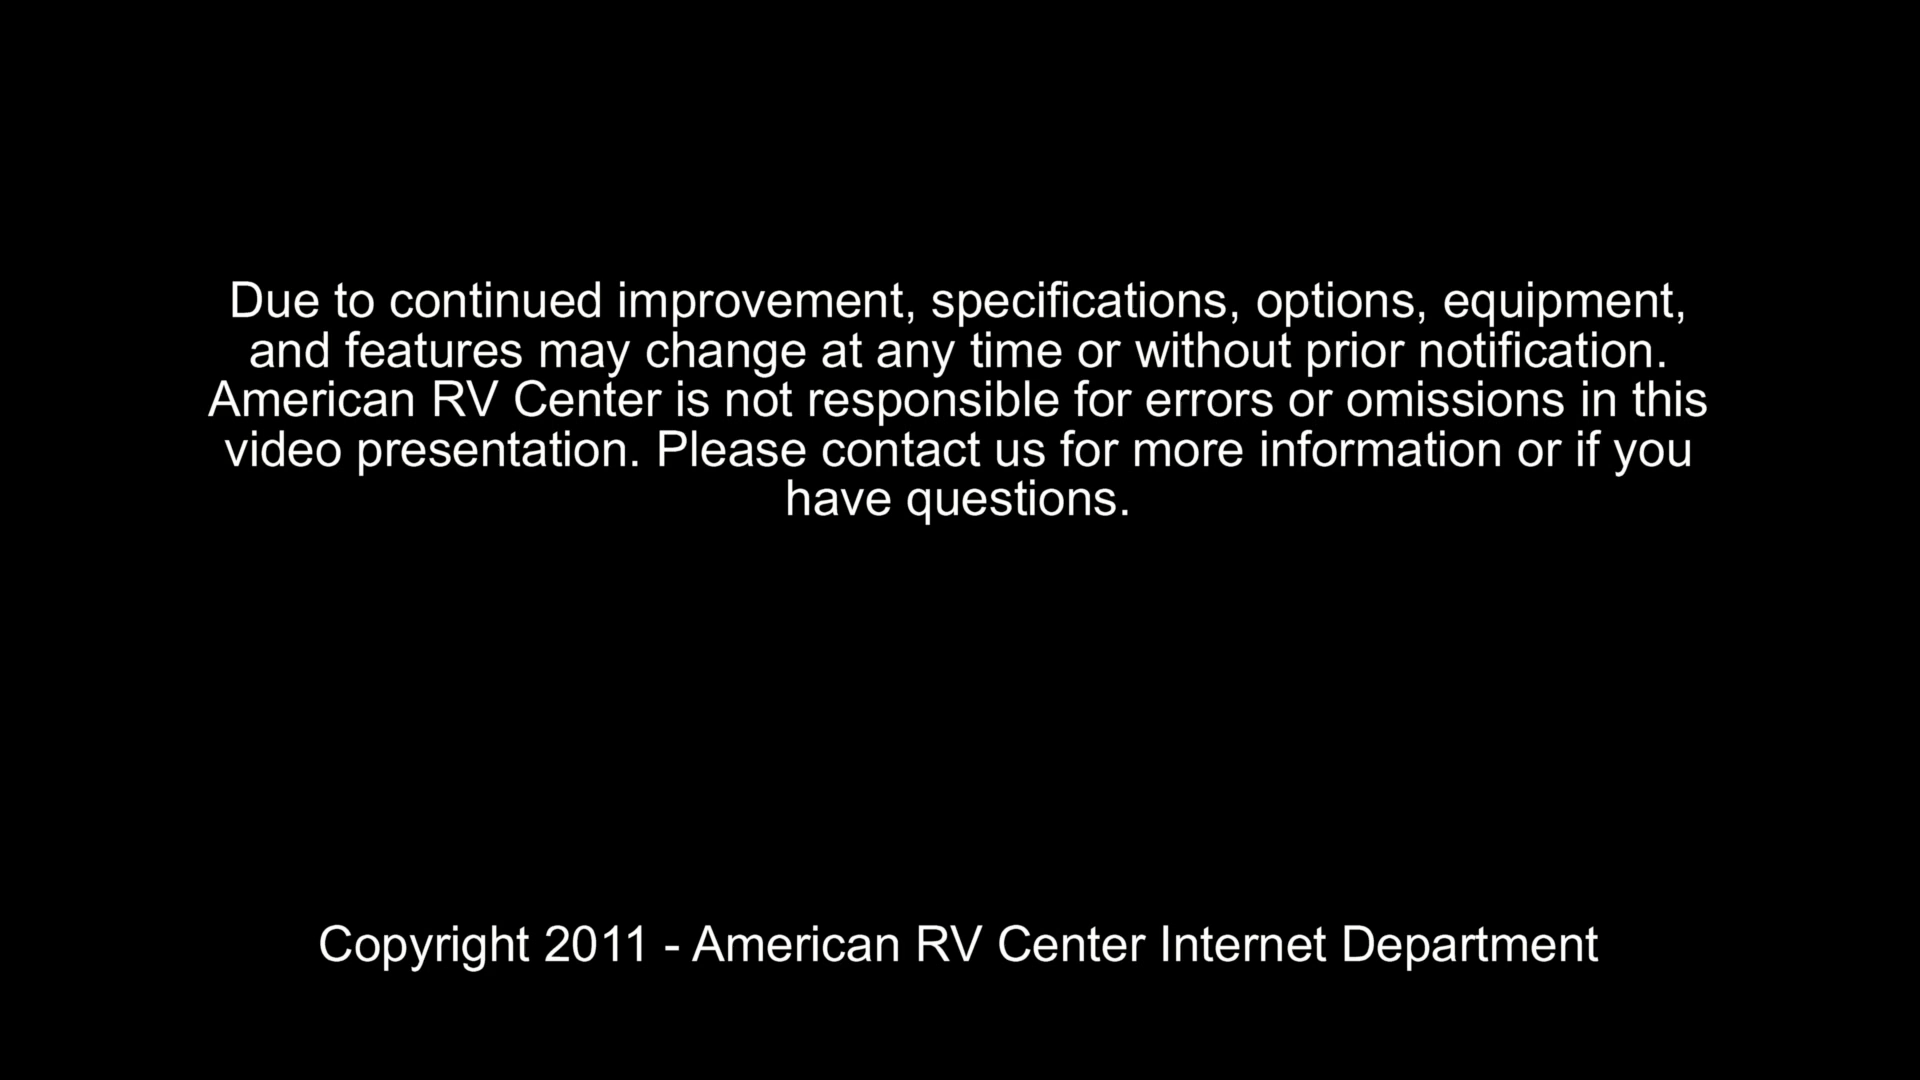 Due to continued improvement, specifications, options, equipment,
and features may change at any time or without prior notification.
American RV Center is not responsible for errors or omissions in this
video presentation. Please contact us for more information or if you
have questions.
Copyright 2011 - American RV Center Internet Department